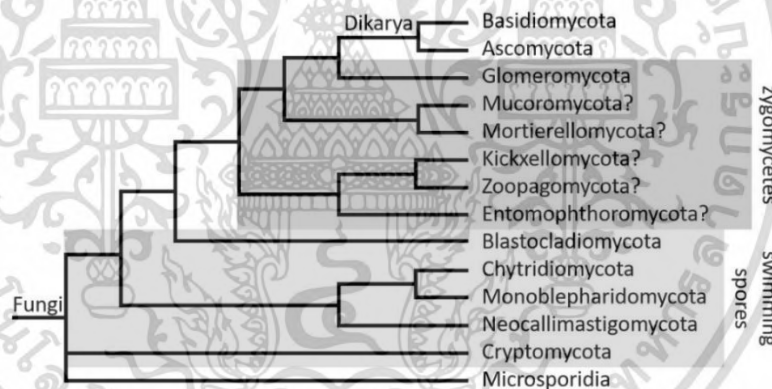 Dikarya
Basidiomycota
Ascomycota
Glomeromycota
Mucoromycota?
Mortierellomycota?
Kickxellomycota?
Zoopagomycota?
Entomophthoromycota?
zygomycetes
Blastocladiomycota
Chytridiomycota
Monoblepharidomycota
Neocallimastigomycota
Cryptomycota
swimming
spores
Fungi
Microsporidia